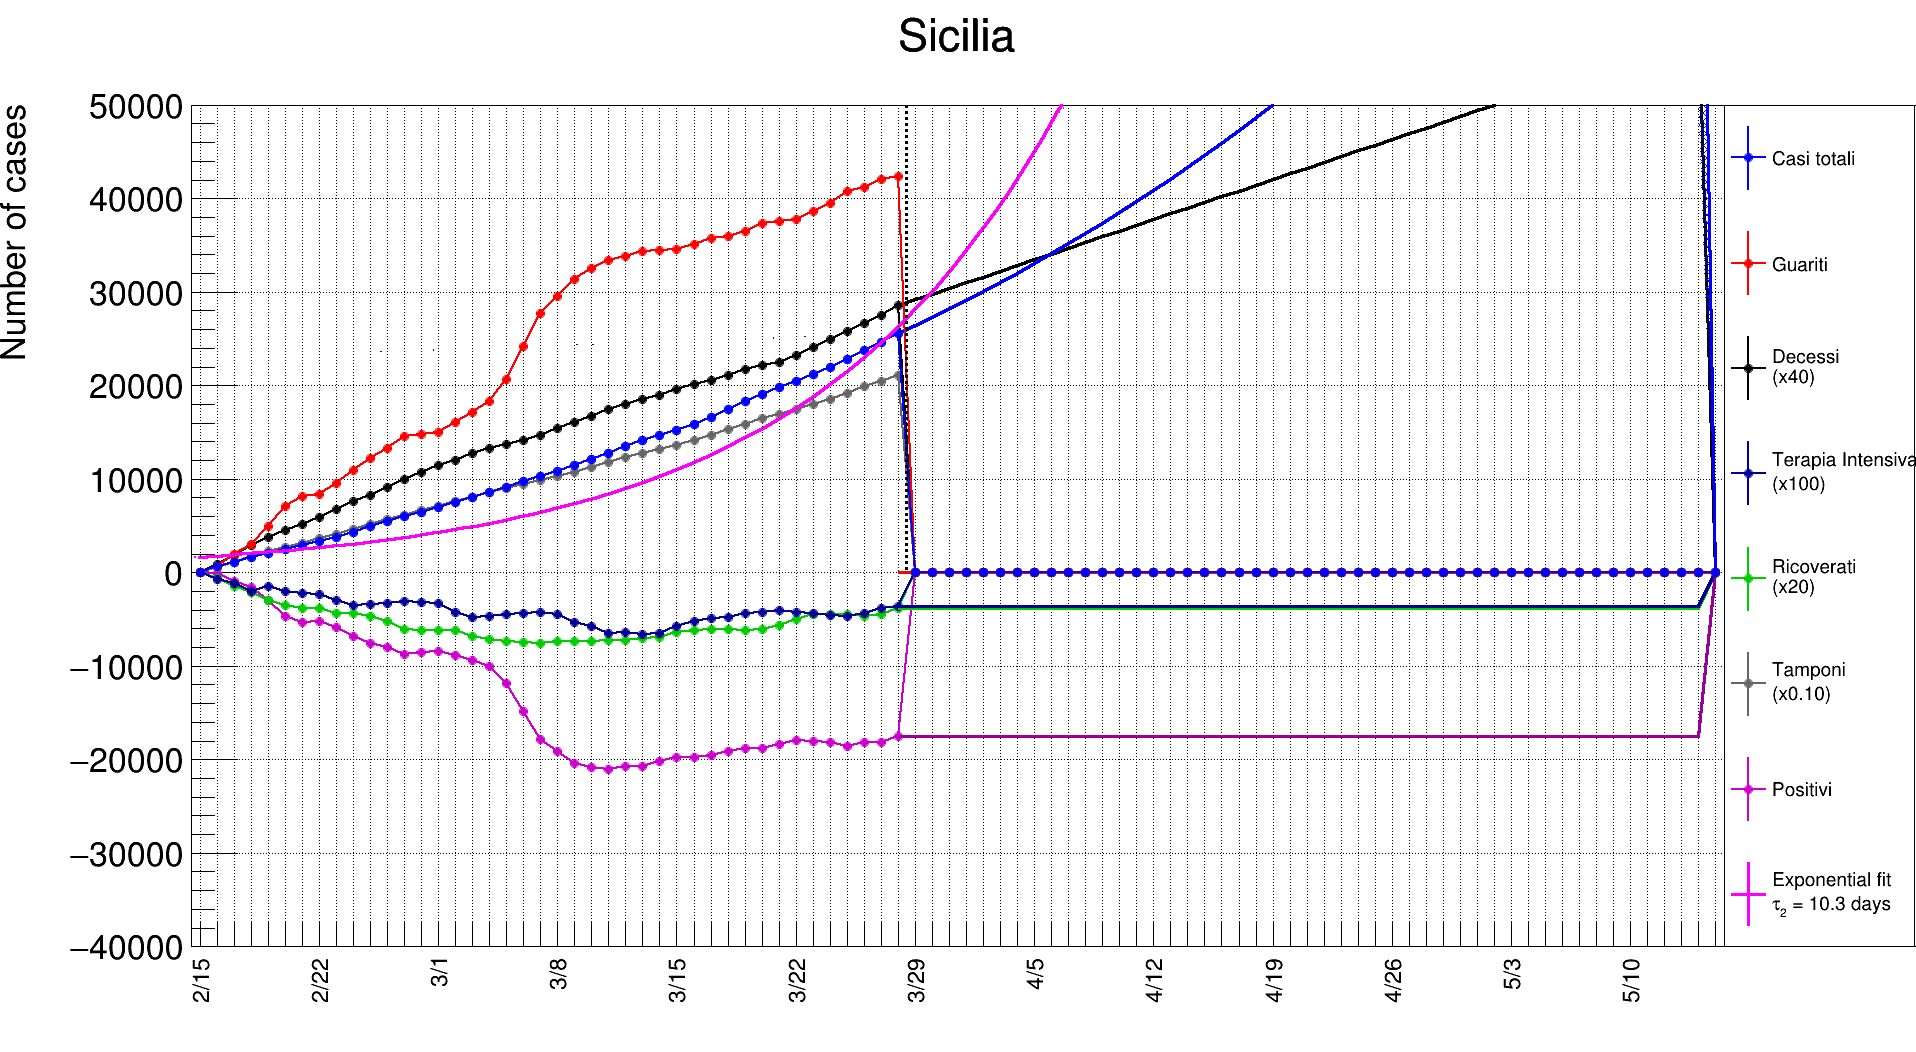 Sicilia
Number of cases
50000
40000
30000
20000
10000
0
−10000
−20000
−30000
−40000
2/15
2/22
3/1
3/8
3/15
3/22
3/29
4/5
4/12
4/19
4/26
5/3
5/10
Casi totali
Guariti
Decessi
(x40)
Terapia Intensiva
(x100)
Ricoverati
(x20)
Tamponi
(x0.10)
Positivi
Exponential fit
τ2 = 10.3 days